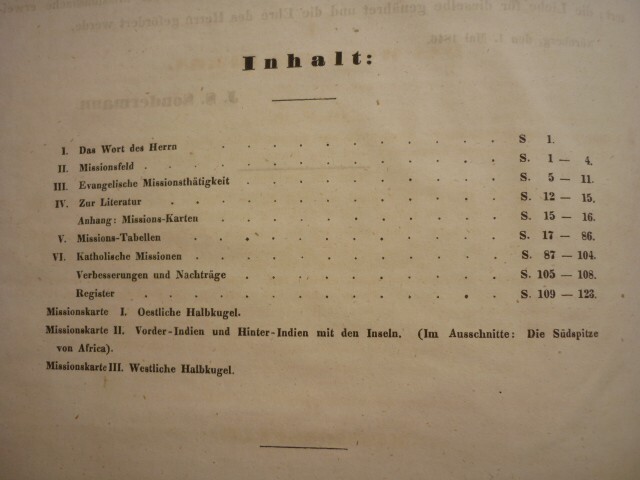 Inhalt:
I. Das Wort des Herrn . . . . . . . . . . . . S 1.
II. Missionsfeld . . . . . . . . . . . . . . S. 1 — 4.
III. Evangelische Missionsthätigkeit . . . . . . . . . . S. 5 — 11.
IV. Zur Literatur . . . . . . . . . . . . . S. 12 — 15.
Anhang: Missions-Karten . . . . . . . . . . . S. 15 — 16.
V. Missions-Tabellen . . . . . . . . . . . . S. 17 — 86.
VI. Katholische Missionen . . . . . . . . . . . S. 87 — 104.
Verbesserungen und Nachträge . . . . . . . . . . S. 105 — 108.
Register . . . . . . . . . . . . . . S. 109 — 123.
Missionskarte I. Oestliche Halbkugel.
Missionskarte II. Vorder-Indien und Hinter-Indien mit den Inseln. (Im Ausschnitte: Die Südspitze
von Africa).
Missionskarte III. Westliche Halbkugel.